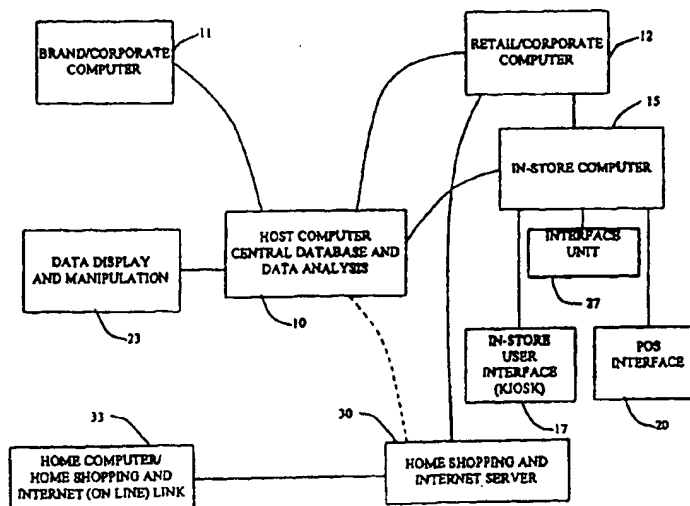 11
BRAND/CORPORATE
COMPUTER
RETAIL/CORPORATE
COMPUTER
12
15
IN-STORE COMPUTER
HOST COMPUTER
CENTRAL DATABASE AND
DATA ANALYSIS
10
DATA DISPLAY
AND MANIPULATION
23
INTERFACE
UNIT
27
IN-STORE
USER
INTERFACE
(KIOSK)
17
POS
INTERFACE
20
33
HOME COMPUTER/
HOME SHOPPING AND
INTERNET (ON LINE) LINK
30
HOME SHOPPING AND
INTERNET SERVER